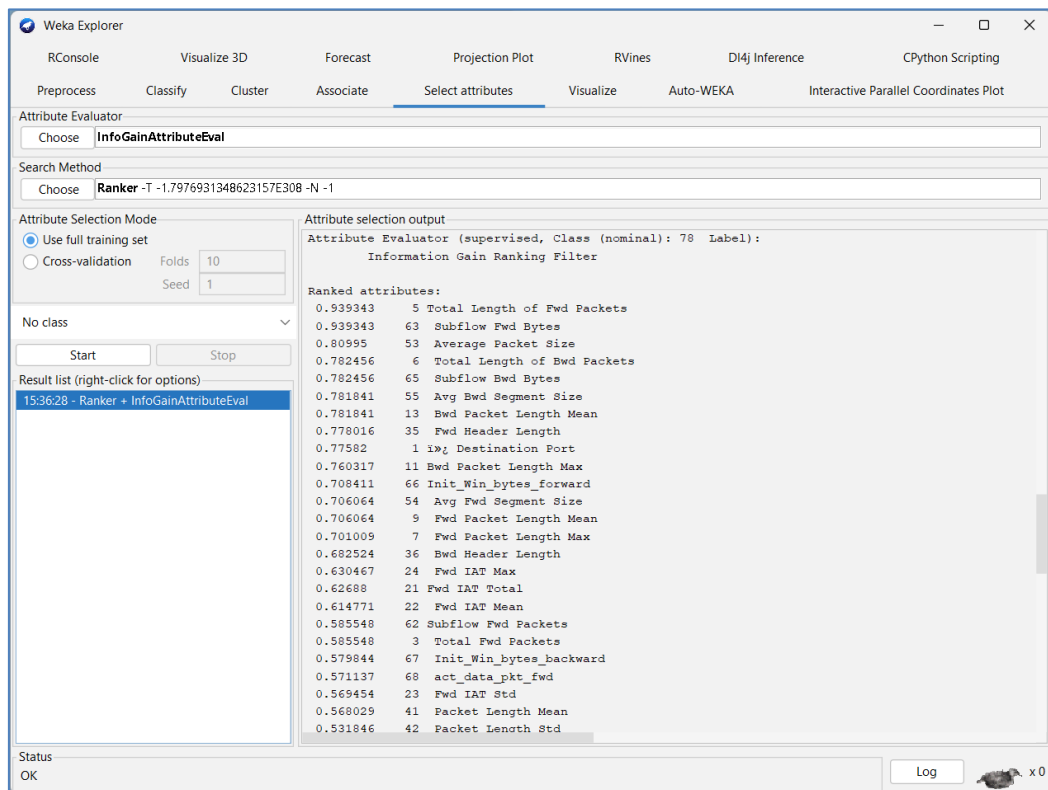 Weka Explorer
RConsole Visualize 3D Forecast Projection Plot RVines Dl4j Inference CPython Scripting
Preprocess Classify Cluster Associate Select attributes Visualize Auto-WEKA Interactive Parallel Coordinates Plot
Attribute Evaluator
Choose InfoGainAttributeEval
Search Method
Choose Ranker -T -1.7976931348623157E308 -N -1
Attribute Selection Mode
Use full training set
Cross-validation Folds 10
Seed 1
No class
Start Stop
Result list (right-click for options)
15:36:28 - Ranker + InfoGainAttributeEval
Attribute selection output
Attribute Evaluator (supervised, Class (nominal): 78 Label):
Information Gain Ranking Filter
Ranked attributes:
0.939343 5 Total Length of Fwd Packets
0.939343 63 Subflow Fwd Bytes
0.80995 53 Average Packet Size
0.782456 6 Total Length of Bwd Packets
0.782456 65 Subflow Bwd Bytes
0.781841 55 Avg Bwd Segment Size
0.781841 13 Bwd Packet Length Mean
0.778016 35 Fwd Header Length
0.77582 1 ï»¿ Destination Port
0.760317 11 Bwd Packet Length Max
0.708411 66 Init_Win_bytes_forward
0.706064 54 Avg Fwd Segment Size
0.706064 9 Fwd Packet Length Mean
0.701009 7 Fwd Packet Length Max
0.682524 36 Bwd Header Length
0.630467 24 Fwd IAT Max
0.62688 21 Fwd IAT Total
0.614771 22 Fwd IAT Mean
0.585548 62 Subflow Fwd Packets
0.585548 3 Total Fwd Packets
0.579844 67 Init_Win_bytes_backward
0.571137 68 act_data_pkt_fwd
0.569454 23 Fwd IAT Std
0.568029 41 Packet Length Mean
0.531846 42 Packet Length Std
Status
OK
Log x 0